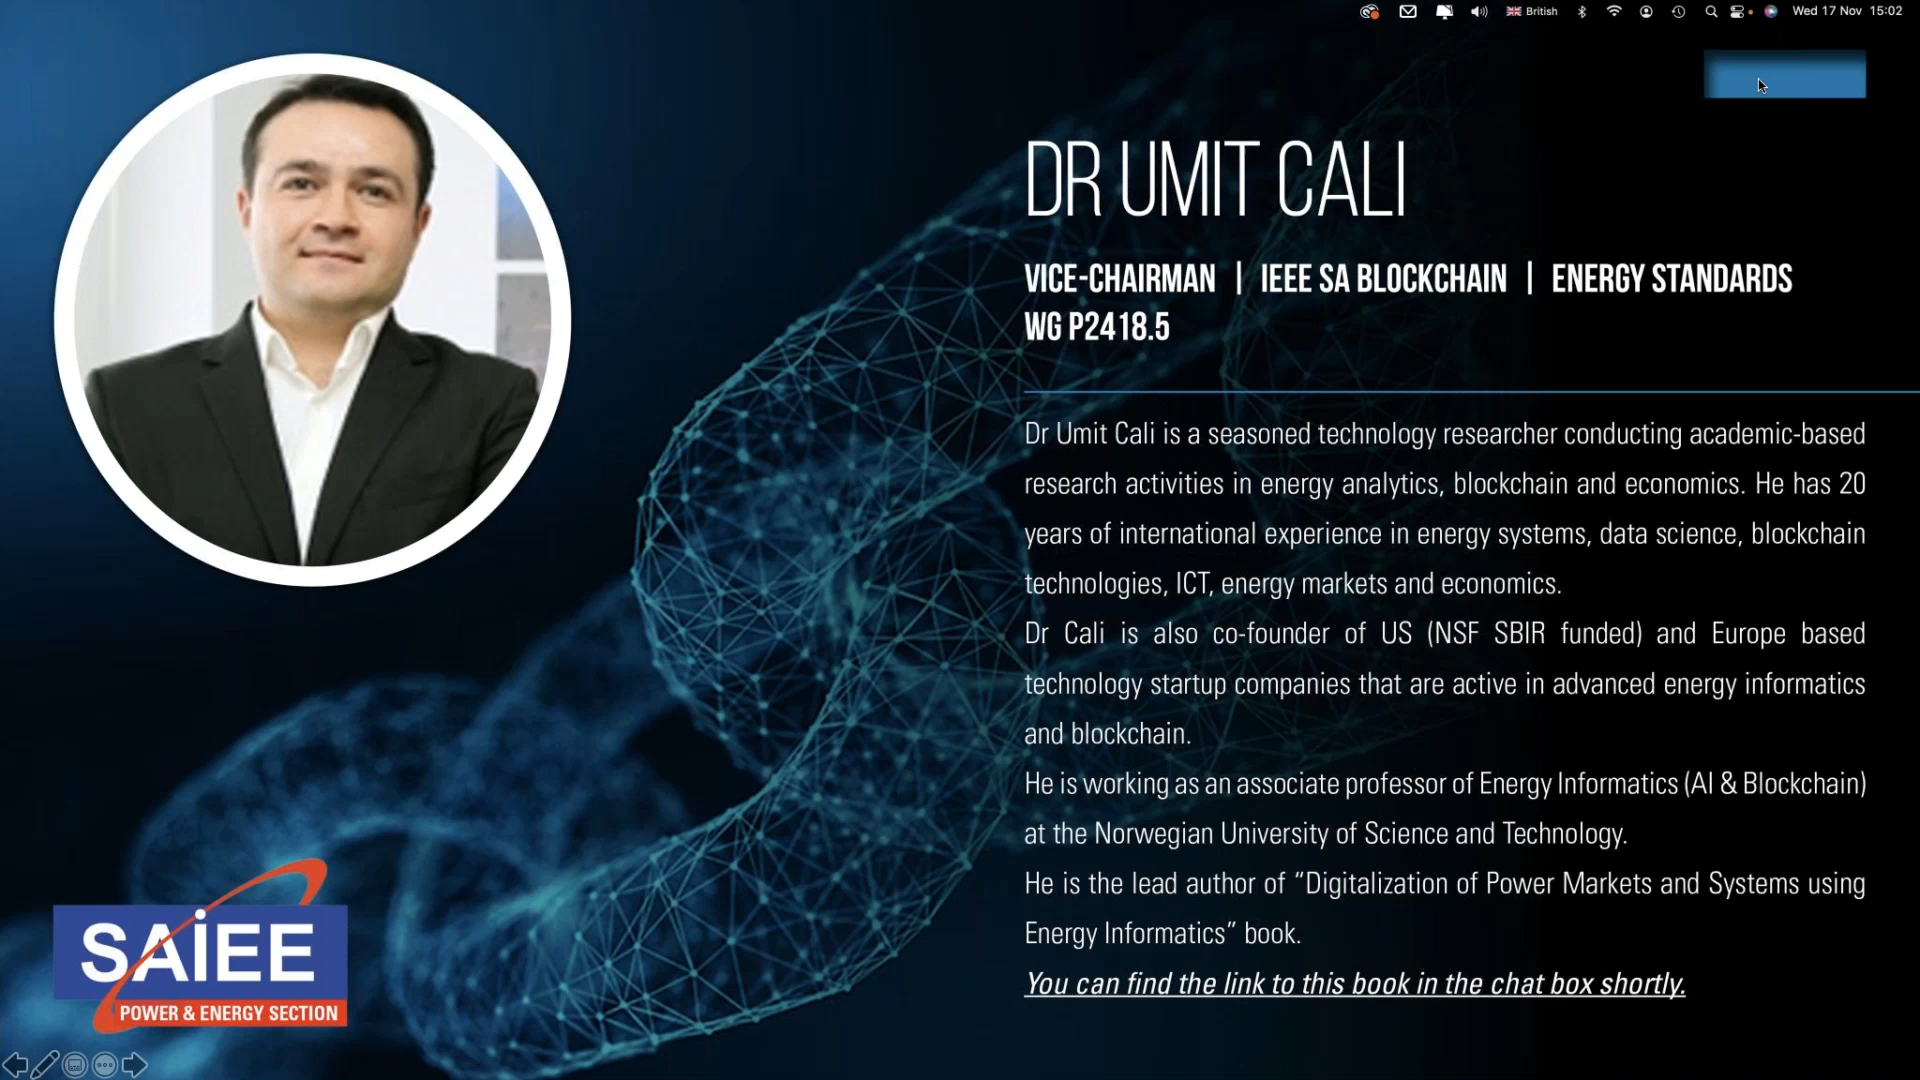 British
Wed 17 Nov 15:02
DR UMIT CALI
VICE-CHAIRMAN | IEEE SA BLOCKCHAIN | ENERGY STANDARDS
WG P2418.5
Dr Umit Cali is a seasoned technology researcher conducting academic-based
research activities in energy analytics, blockchain and economics. He has 20
years of international experience in energy systems, data science, blockchain
technologies, ICT, energy markets and economics.
Dr Cali is also co-founder of US (NSF SBIR funded) and Europe based
technology startup companies that are active in advanced energy informatics
and blockchain.
He is working as an associate professor of Energy Informatics (AI & Blockchain)
at the Norwegian University of Science and Technology.
He is the lead author of “Digitalization of Power Markets and Systems using
Energy Informatics” book.
You can find the link to this book in the chat box shortly.
SAiEE
POWER & ENERGY SECTION